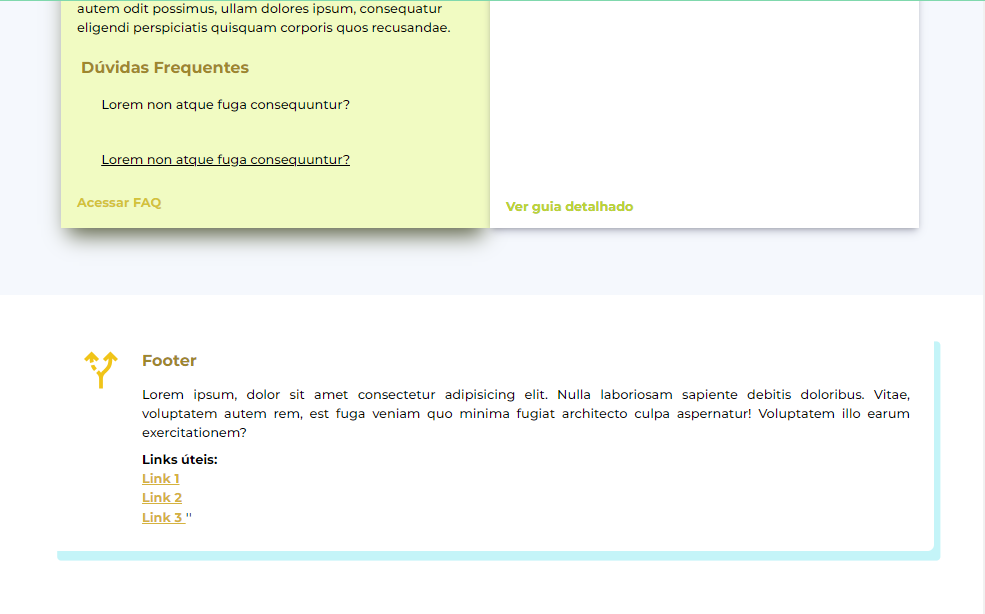 autem odit possimus, ullam dolores ipsum, consequatur
eligendi perspiciatis quisquam corporis quos recusandae.
Dúvidas Frequentes
Lorem non atque fuga consequuntur?
Lorem non atque fuga consequuntur?
Acessar FAQ
Ver guia detalhado
Footer
Lorem ipsum, dolor sit amet consectetur adipisicing elit. Nulla laboriosam sapiente debitis doloribus. Vitae,
voluptatem autem rem, est fuga veniam quo minima fugiat architecto culpa aspernatur! Voluptatem illo earum
exercitationem?
Links úteis:
Link 1
Link 2
Link 3 "